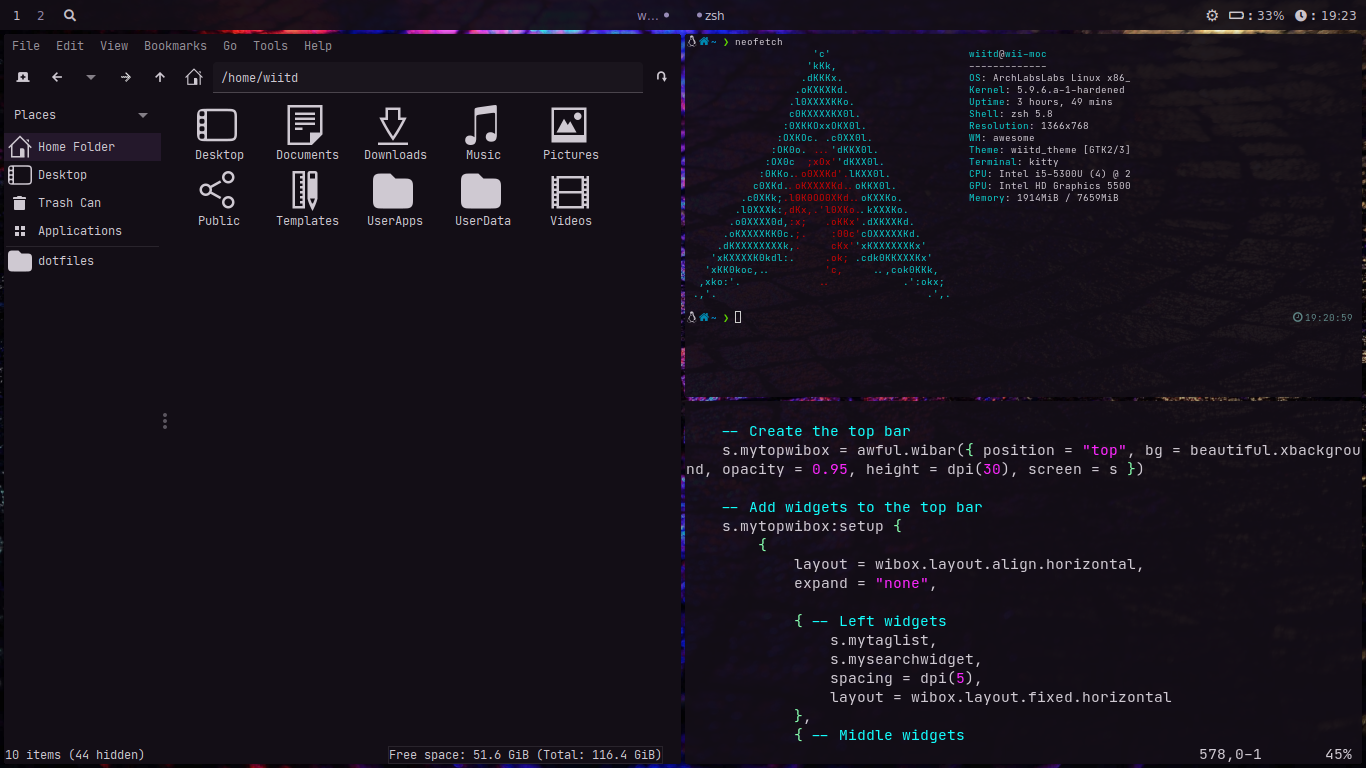 1 2
w... • • zsh
: 33% : 19:23
File Edit View Bookmarks Go Tools Help
/home/wiitd
Places
Home Folder
Desktop
Trash Can
Applications
dotfiles
Desktop Documents Downloads Music Pictures
Public Templates UserApps UserData Videos
10 items (44 hidden)
Free space: 51.6 GiB (Total: 116.4 GiB)
~ ❯ neofetch
wiitd@wii-moc
-------------
OS: ArchLabsLabs Linux x86_
Kernel: 5.9.6.a-1-hardened
Uptime: 3 hours, 49 mins
Shell: zsh 5.8
Resolution: 1366x768
WM: awesome
Theme: wiitd_theme [GTK2/3]
Terminal: kitty
CPU: Intel i5-5300U (4) @ 2
GPU: Intel HD Graphics 5500
Memory: 1914MiB / 7659MiB
~ ❯
19:20:59
-- Create the top bar
s.mytopwibox = awful.wibar({ position = "top", bg = beautiful.xbackgrou
nd, opacity = 0.95, height = dpi(30), screen = s })
-- Add widgets to the top bar
s.mytopwibox:setup {
{
layout = wibox.layout.align.horizontal,
expand = "none",
{ -- Left widgets
s.mytaglist,
s.mysearchwidget,
spacing = dpi(5),
layout = wibox.layout.fixed.horizontal
},
{ -- Middle widgets
578,0-1 45%